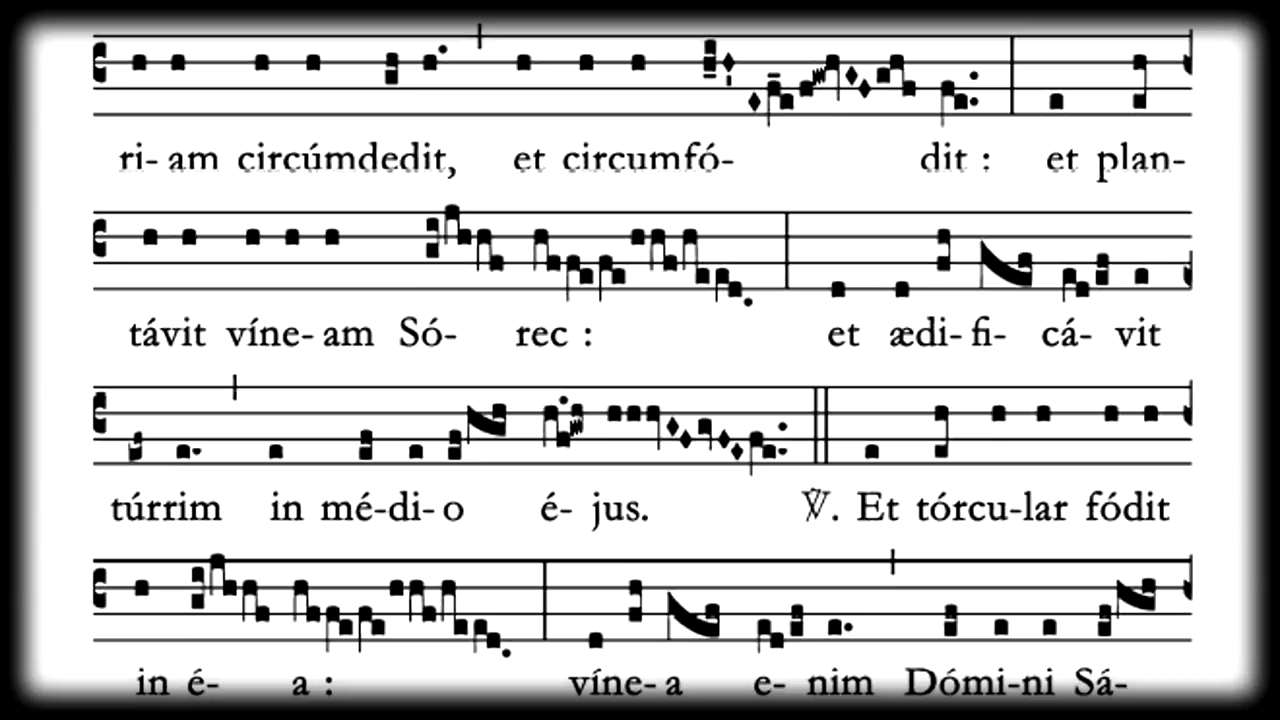 ri- am circúmdedit, et circumfó- dit : et plan-
távit víne- am Só- rec : et ædi- fi- cá- vit
túrrim in mé- di- o é- jus. ℣. Et tórcu- lar fódit
in é- a : víne- a e- nim Dómi- ni Sá-